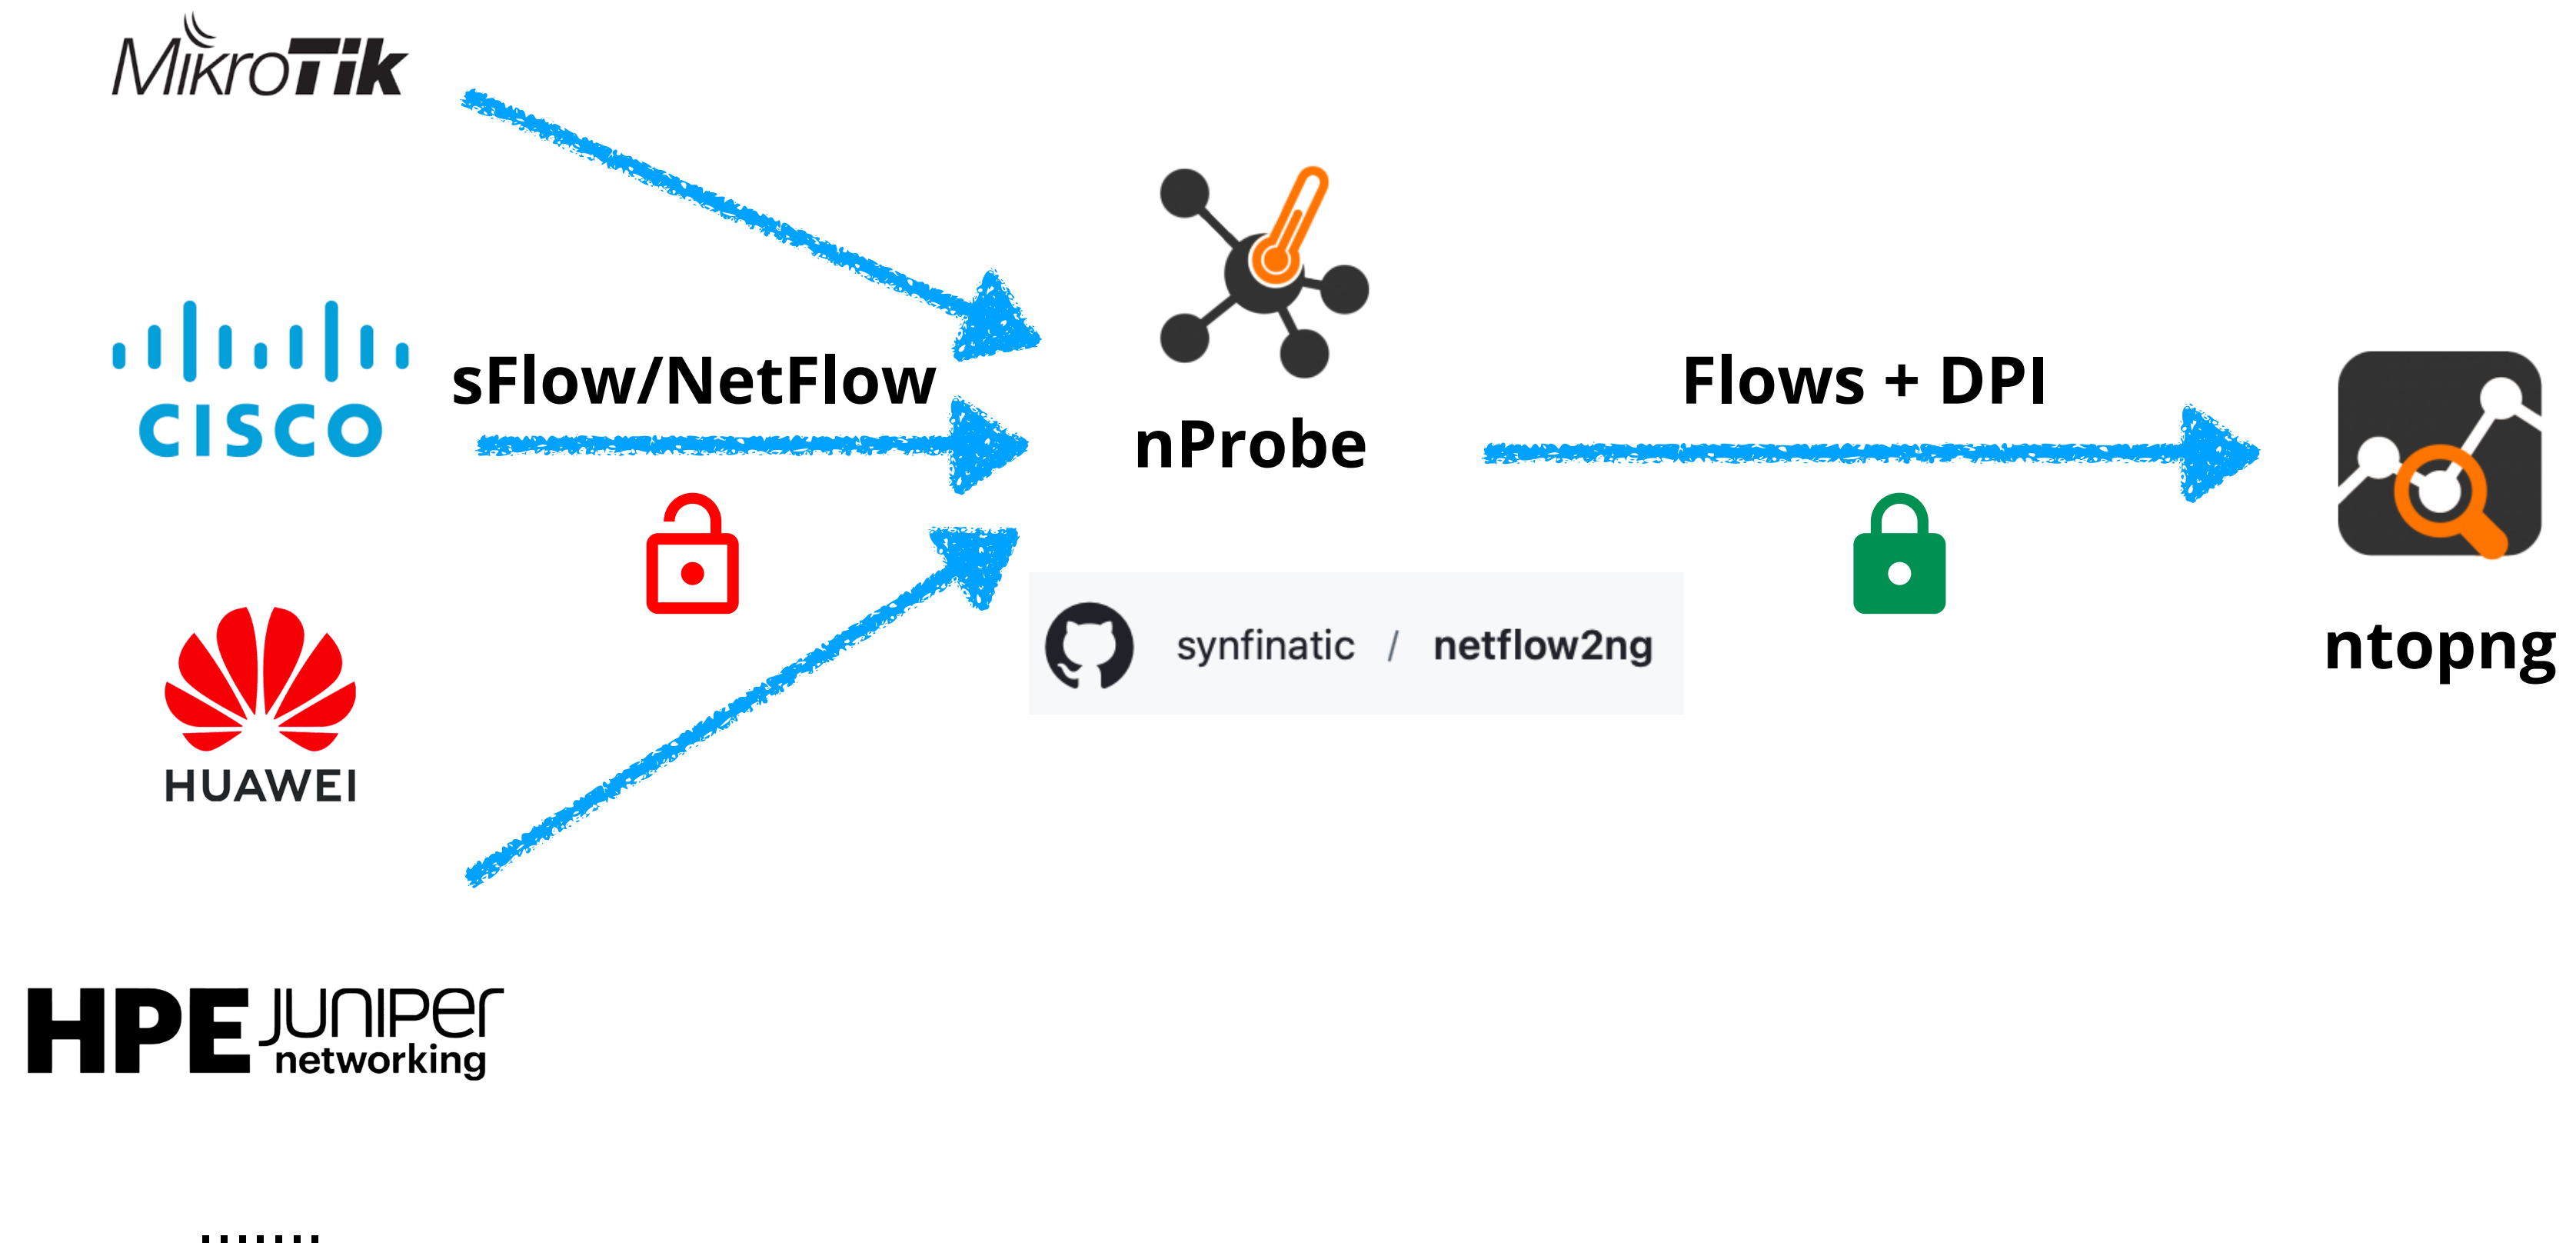 MikroTik
CISCO
sFlow/NetFlow
HUAWEI
HPE juniper
networking
.......
nProbe
synfinatic / netflow2ng
Flows + DPI
ntopng